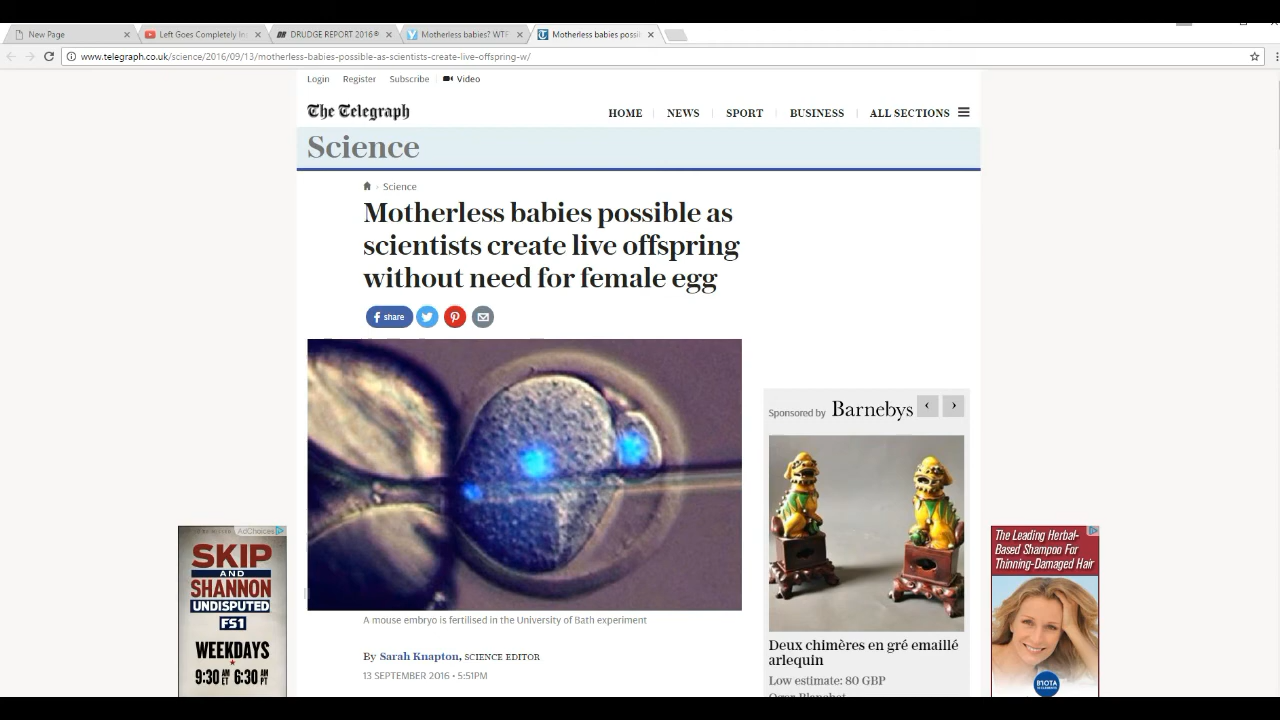 New Page
Left Goes Completely In
DRUDGE REPORT 2016®
Motherless babies? WTF
Motherless babies possi
www.telegraph.co.uk/science/2016/09/13/motherless-babies-possible-as-scientists-create-live-offspring-w/
Login Register Subscribe Video
The Telegraph
HOME NEWS SPORT BUSINESS ALL SECTIONS
Science
Science
Motherless babies possible as
scientists create live offspring
without need for female egg
share
A mouse embryo is fertilised in the University of Bath experiment
By Sarah Knapton, SCIENCE EDITOR
13 SEPTEMBER 2016 • 5:51PM
Sponsored by Barnebys
Deux chimères en gré emaillé
arlequin
Low estimate: 80 GBP
AdChoices
SKIP
AND
SHANNON
UNDISPUTED
FS1
WEEKDAYS
9:30 AM ET 6:30 AM PT
The Leading Herbal-
Based Shampoo For
Thinning-Damaged Hair
BIOTA